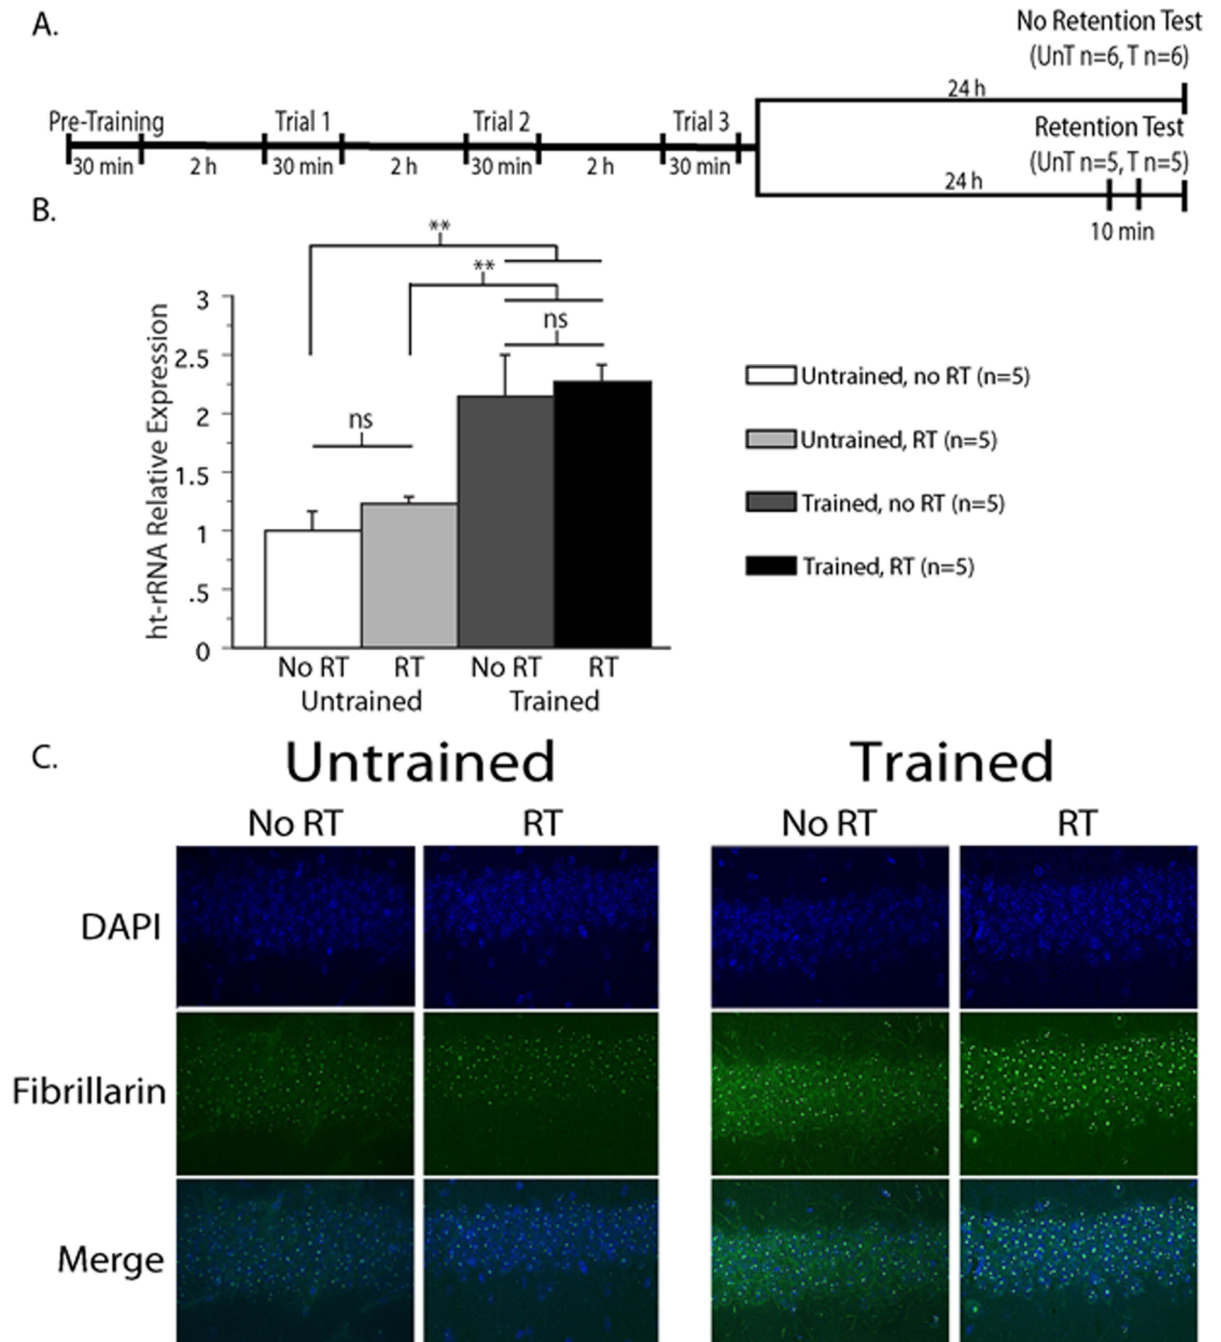 A.
No Retention Test
(UnT n=6, T n=6)
24 h
Pre-Training
Trial 1
Trial 2
Trial 3
Retention Test
(UnT n=5, T n=5)
30 min
2 h
30 min
2 h
30 min
2 h
30 min
24 h
10 min
B.
**
**
ns
ns
ht-rRNA Relative Expression
3
2.5
2
1.5
1
.5
0
No RT
RT
No RT
RT
Untrained
Trained
Untrained, no RT (n=5)
Untrained, RT (n=5)
Trained, no RT (n=5)
Trained, RT (n=5)
C.
Untrained
Trained
No RT
RT
No RT
RT
DAPI
Fibrillarin
Merge